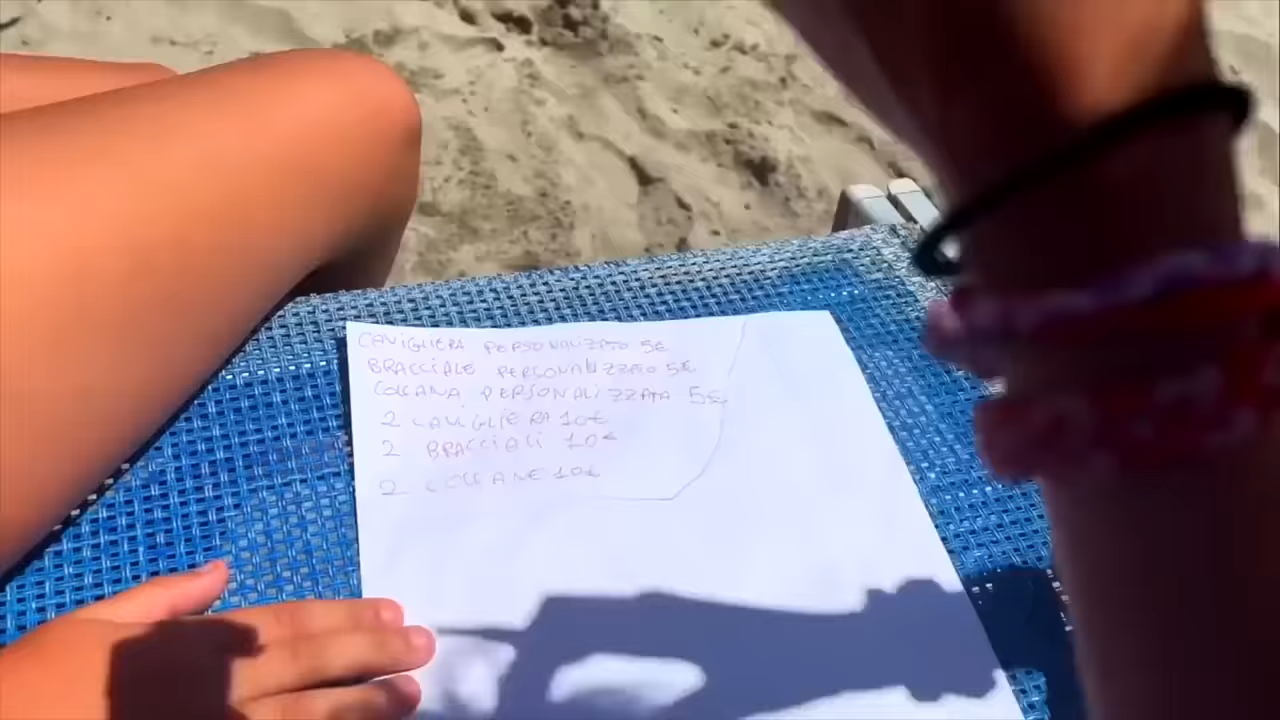 CAVIGLIERA PERSONALIZZATO 5€
BRACCIALE PERSONALIZZATO 5€
COLLANA PERSONALIZZATA 5€
2 CAVIGLIERA 10€
2 BRACCIALI 10€
2 COLLANE 10€